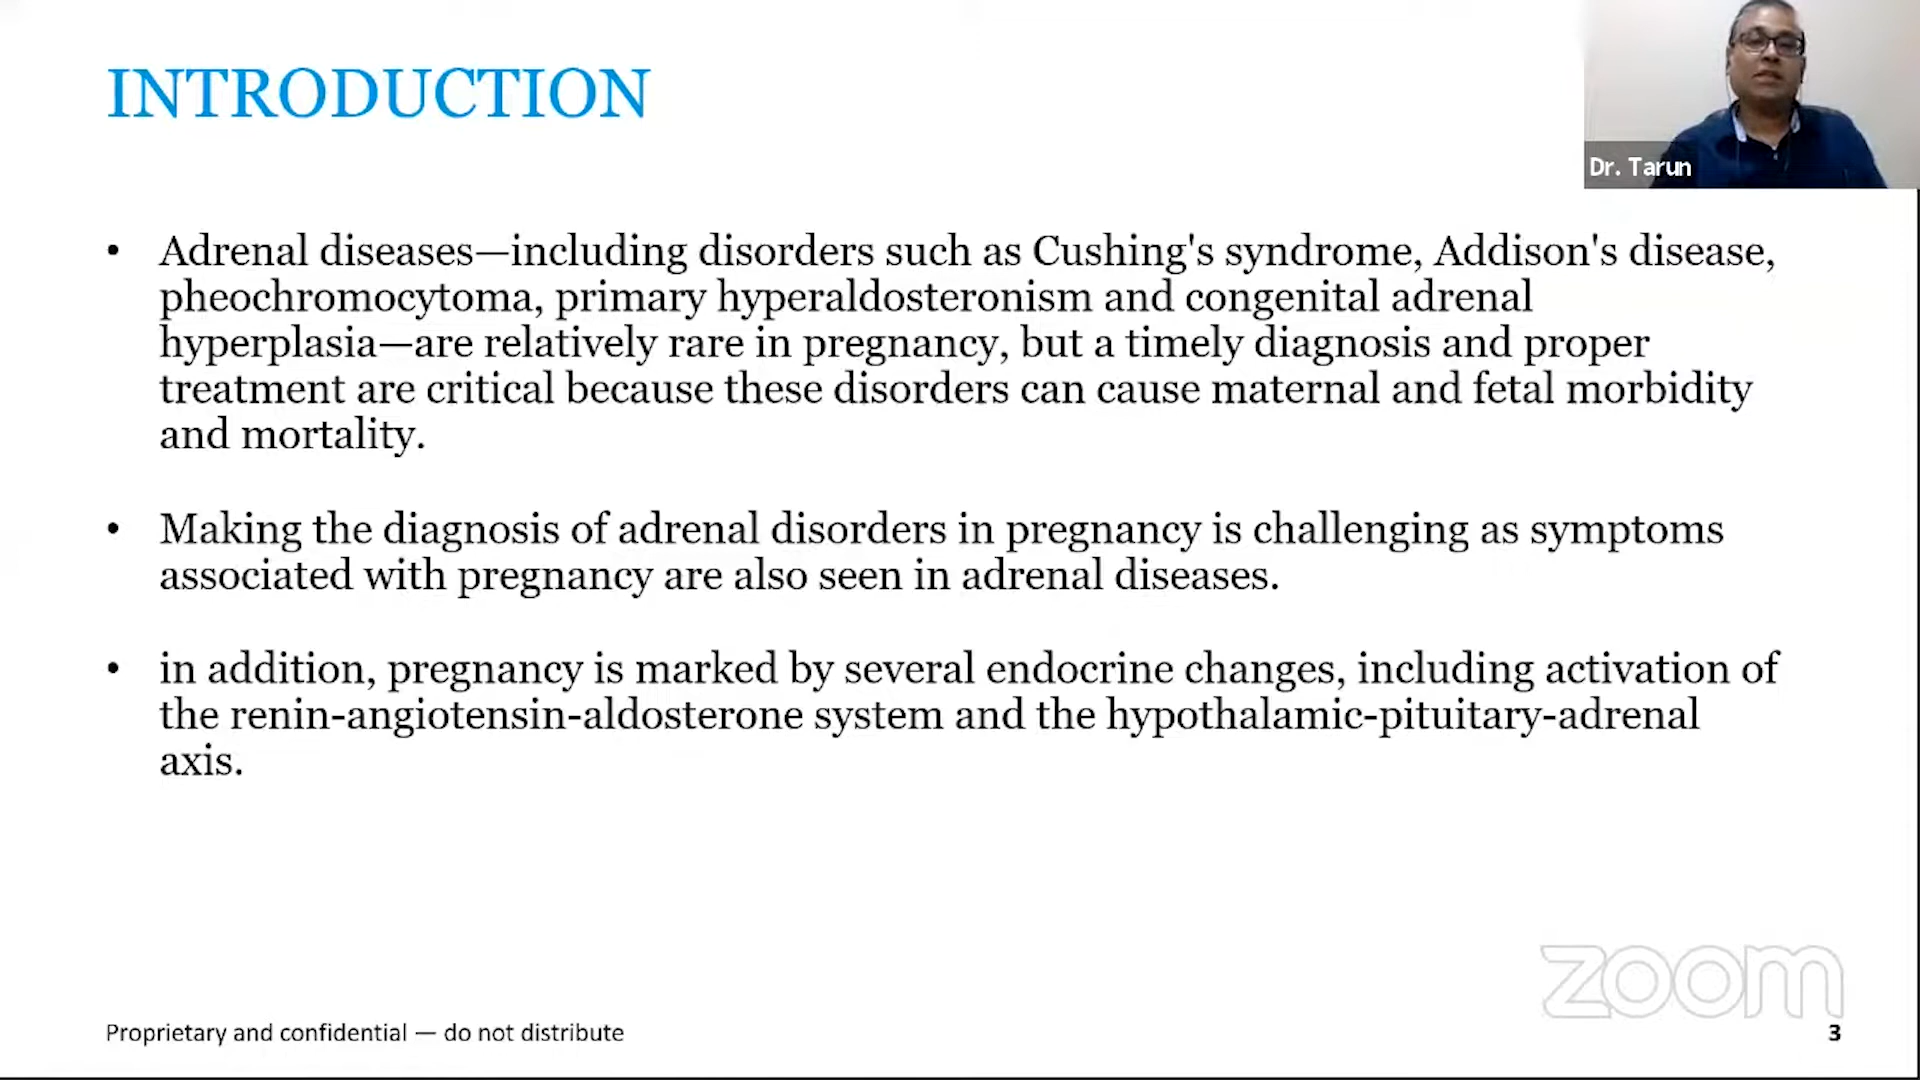 INTRODUCTION
Dr. Tarun
• Adrenal diseases—including disorders such as Cushing's syndrome, Addison's disease,
pheochromocytoma, primary hyperaldosteronism and congenital adrenal
hyperplasia—are relatively rare in pregnancy, but a timely diagnosis and proper
treatment are critical because these disorders can cause maternal and fetal morbidity
and mortality.
• Making the diagnosis of adrenal disorders in pregnancy is challenging as symptoms
associated with pregnancy are also seen in adrenal diseases.
• in addition, pregnancy is marked by several endocrine changes, including activation of
the renin-angiotensin-aldosterone system and the hypothalamic-pituitary-adrenal
axis.
zoom
Proprietary and confidential — do not distribute
3